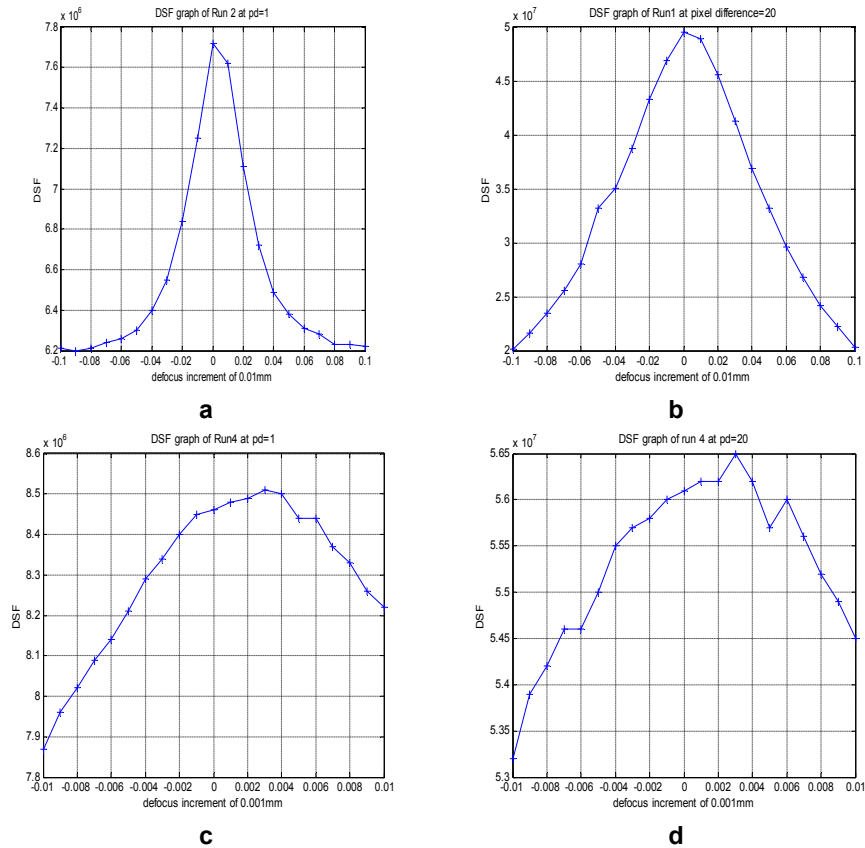 DSF graph of Run 2 at pd=1
x 10⁶
7.8
7.6
7.4
7.2
7
6.8
6.6
6.4
6.2
DSF
-0.1 -0.08 -0.06 -0.04 -0.02 0 0.02 0.04 0.06 0.08 0.1
defocus increment of 0.01mm
a
DSF graph of Run1 at pixel difference=20
x 10⁷
5
4.5
4
3.5
3
2.5
2
DSF
-0.1 -0.08 -0.06 -0.04 -0.02 0 0.02 0.04 0.06 0.08 0.1
defocus increment of 0.01mm
b
DSF graph of Run4 at pd=1
x 10⁶
8.6
8.5
8.4
8.3
8.2
8.1
8
7.9
7.8
DSF
-0.01 -0.008 -0.006 -0.004 -0.002 0 0.002 0.004 0.006 0.008 0.01
defocus increment of 0.001mm
c
DSF graph of run 4 at pd=20
x 10⁷
5.65
5.6
5.55
5.5
5.45
5.4
5.35
5.3
DSF
-0.01 -0.008 -0.006 -0.004 -0.002 0 0.002 0.004 0.006 0.008 0.01
defocus increment of 0.001mm
d